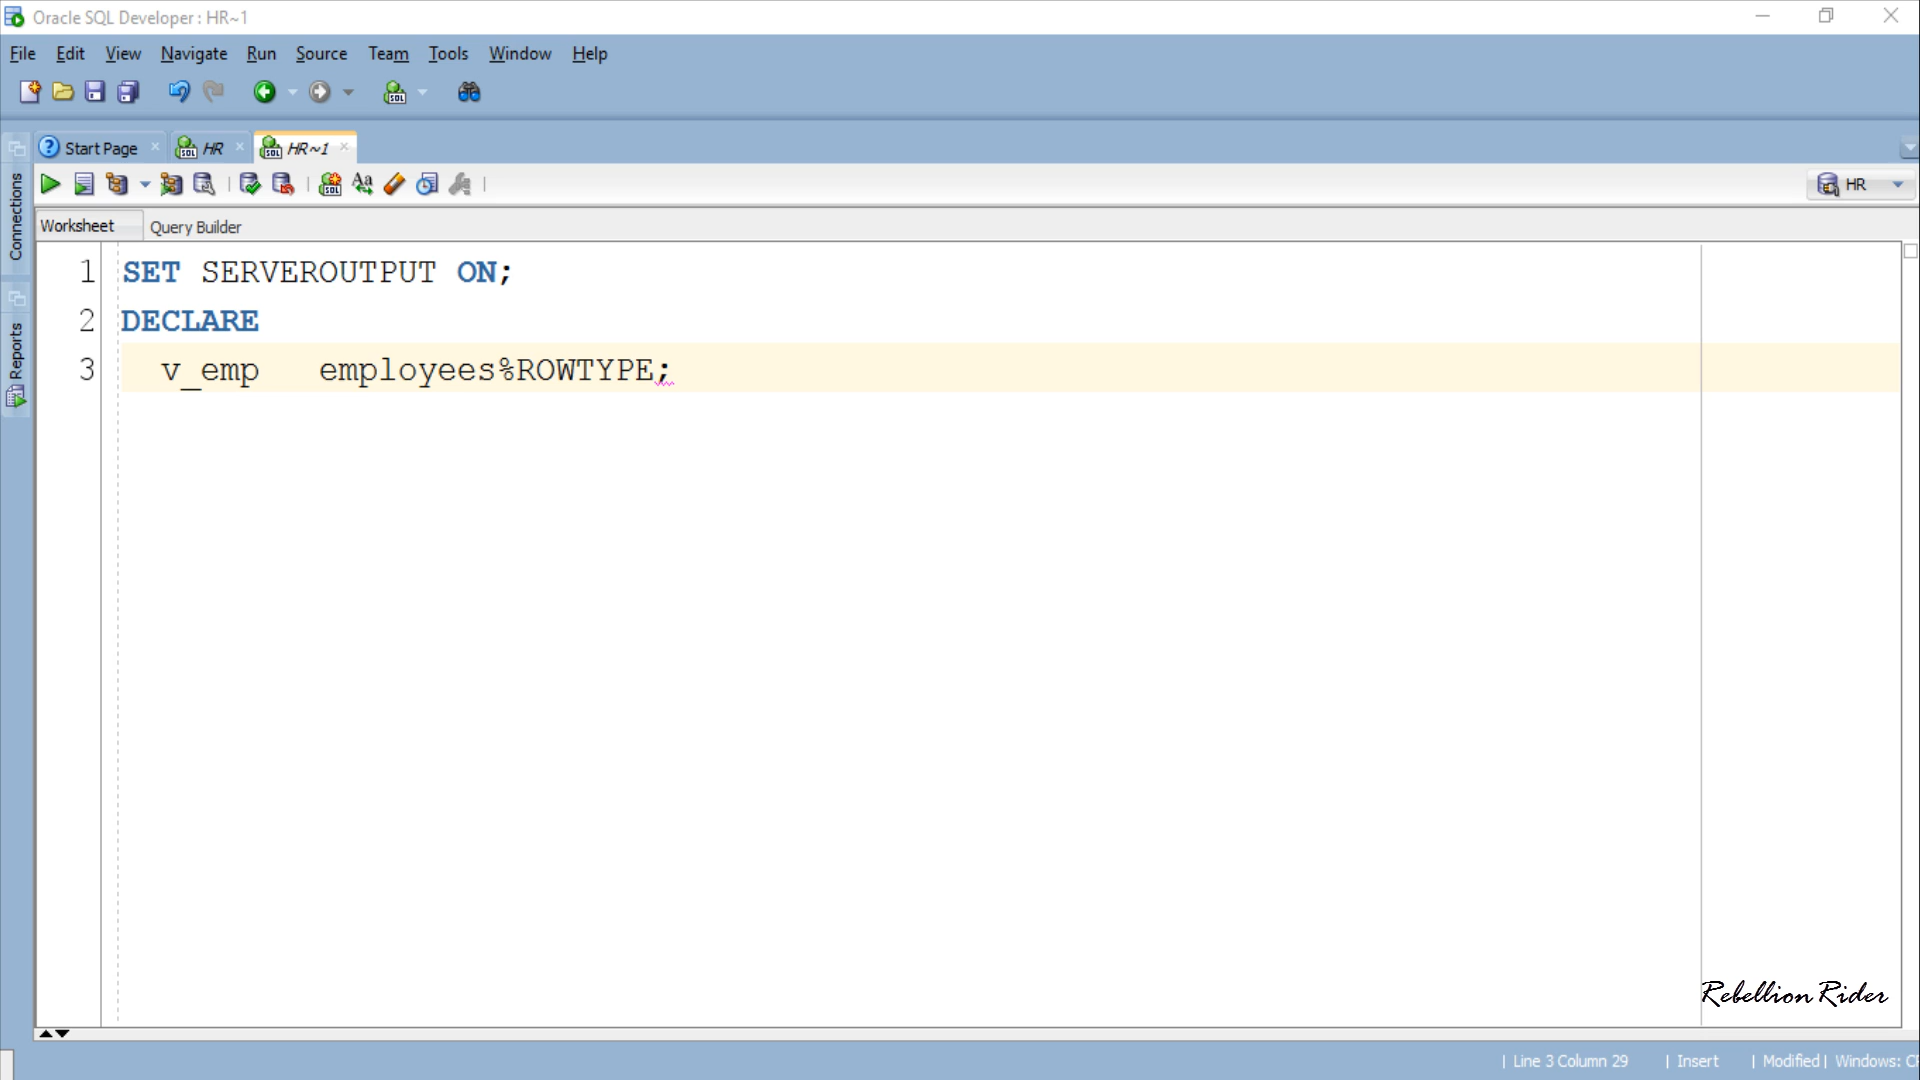 Oracle SQL Developer : HR~1
File Edit View Navigate Run Source Team Tools Window Help
Start Page HR HR~1
HR
Worksheet Query Builder
Connections
Reports
1 SET SERVEROUTPUT ON;
2 DECLARE
3 v_emp employees%ROWTYPE;
Rebellion Rider
| Line 3 Column 29 | Insert | Modified | Windows: